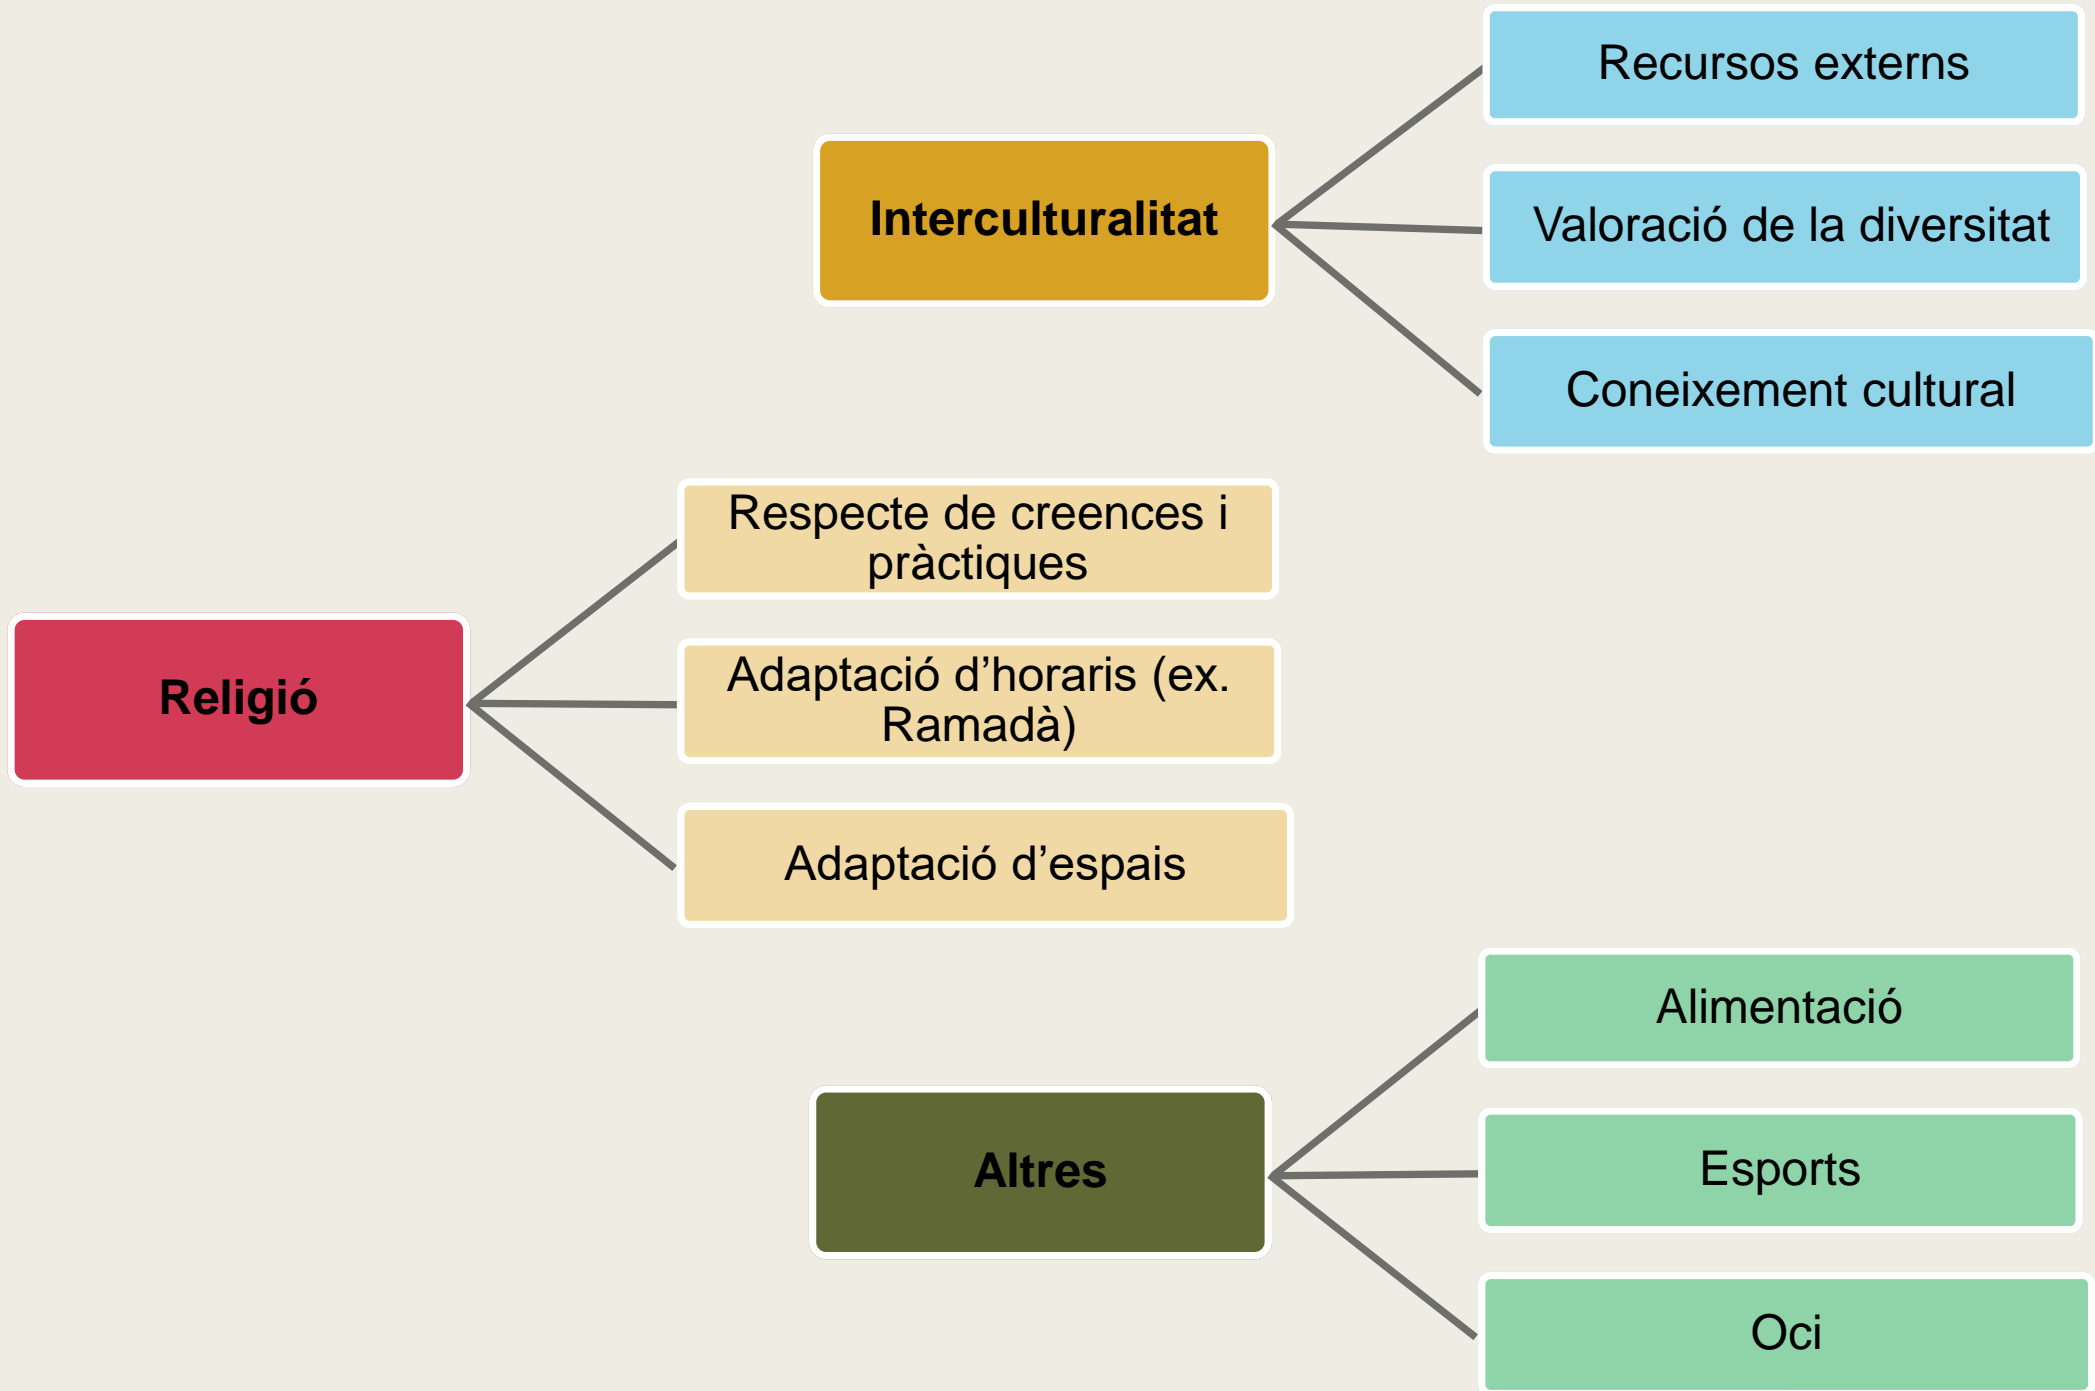 Interculturalitat
Recursos externs
Valoració de la diversitat
Coneixement cultural
Religió
Respecte de creences i
pràctiques
Adaptació d’horaris (ex.
Ramadà)
Adaptació d’espais
Altres
Alimentació
Esports
Oci